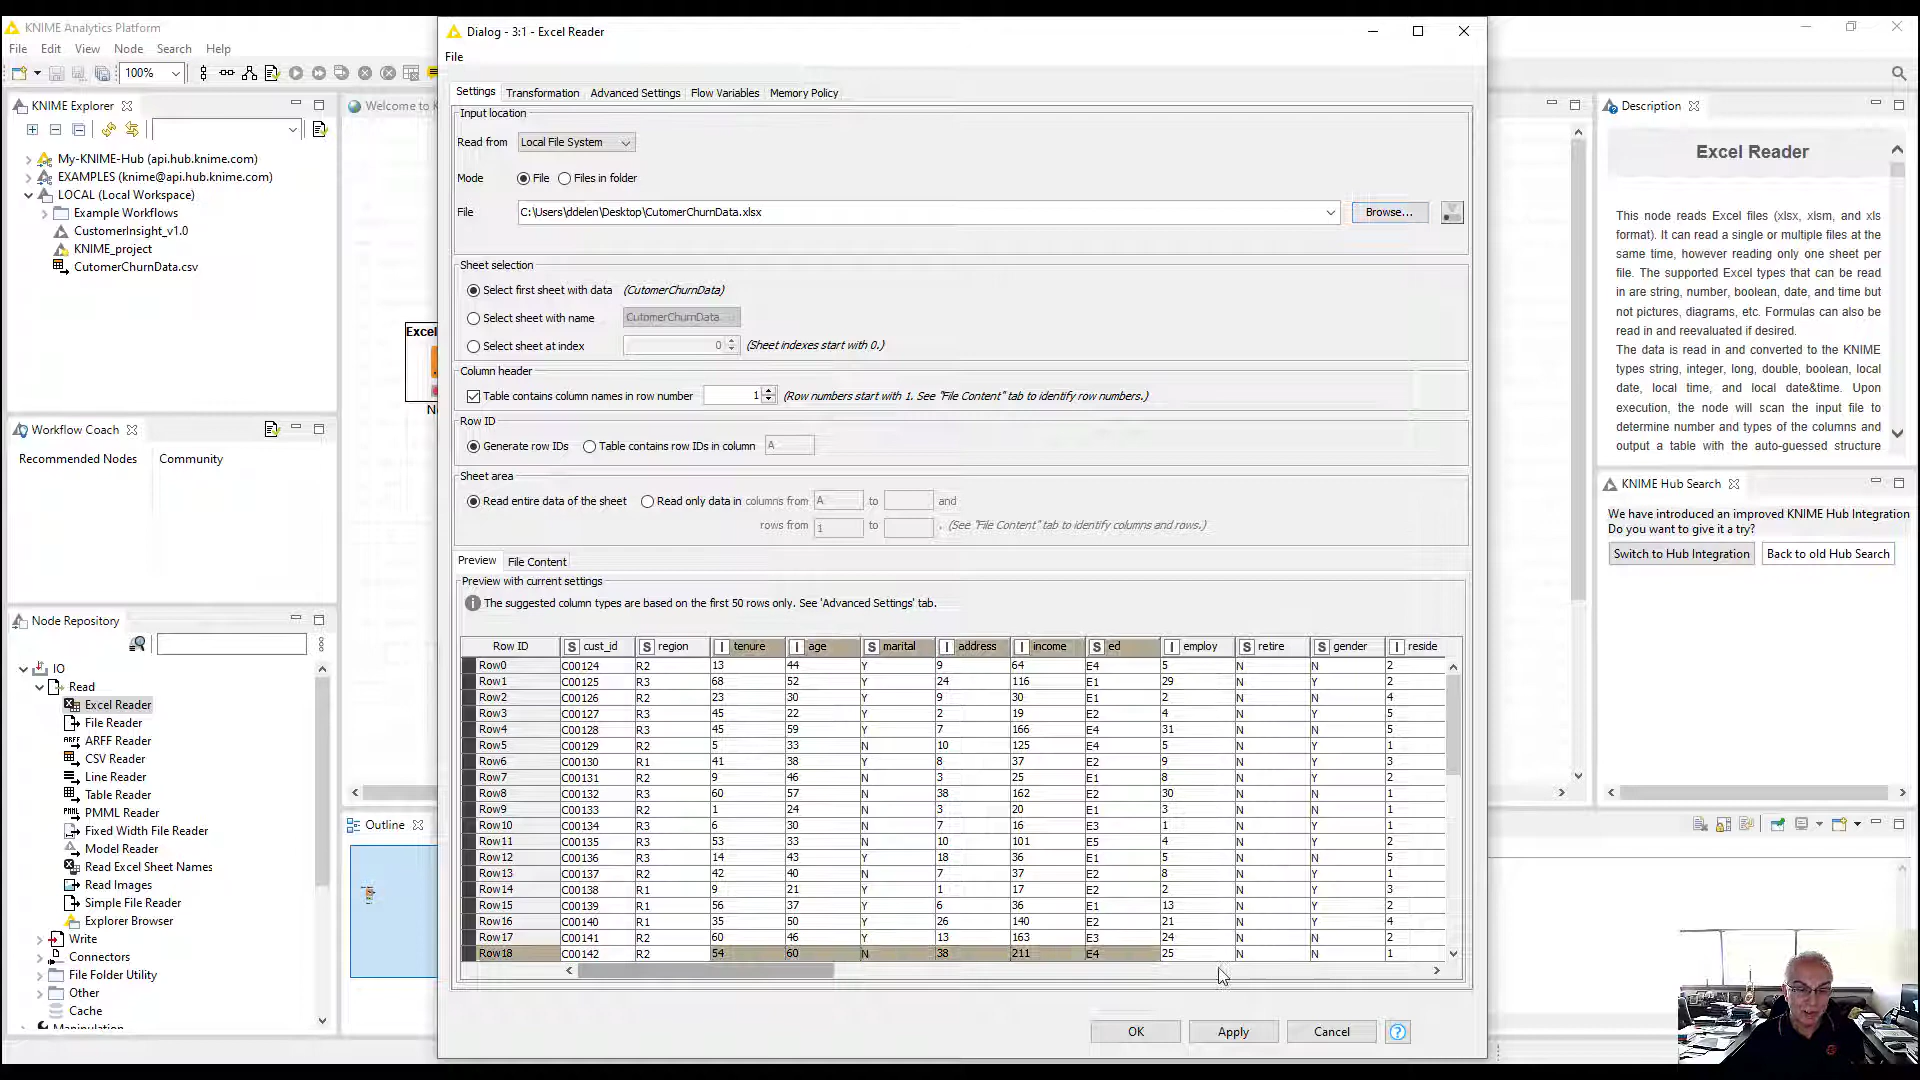 KNIME Analytics Platform
File Edit View Node Search Help
100%
KNIME Explorer
My-KNIME-Hub (api.hub.knime.com)
EXAMPLES (knime@api.hub.knime.com)
LOCAL (Local Workspace)
Example Workflows
CustomerInsight_v1.0
KNIME_project
CutomerChurnData.csv
Workflow Coach
Recommended Nodes Community
Node Repository
IO
Read
Excel Reader
File Reader
ARFF Reader
CSV Reader
Line Reader
Table Reader
PMML Reader
Fixed Width File Reader
Model Reader
Read Excel Sheet Names
Read Images
Simple File Reader
Explorer Browser
Write
Connectors
File Folder Utility
Other
Cache
Manipulation
Welcome to K
Excel
Outline
Dialog - 3:1 - Excel Reader
File
Settings Transformation Advanced Settings Flow Variables Memory Policy
Input location
Read from Local File System
Mode File Files in folder
File C:\Users\ddelen\Desktop\CutomerChurnData.xlsx Browse...
Sheet selection
Select first sheet with data (CutomerChurnData)
Select sheet with name CutomerChurnData
Select sheet at index 0 (Sheet indexes start with 0.)
Column header
Table contains column names in row number 1 (Row numbers start with 1. See "File Content" tab to identify row numbers.)
Row ID
Generate row IDs Table contains row IDs in column A
Sheet area
Read entire data of the sheet Read only data in columns from A to and
rows from 1 to . (See "File Content" tab to identify columns and rows.)
Preview File Content
Preview with current settings
The suggested column types are based on the first 50 rows only. See 'Advanced Settings' tab.
Row ID S cust_id S region I tenure I age S marital I address I income S ed I employ S retire S gender I reside
Row0 C00124 R2 13 44 Y 9 64 E4 5 N N 2
Row1 C00125 R3 68 52 Y 24 116 E1 29 N Y 2
Row2 C00126 R2 23 30 Y 9 30 E1 2 N N 4
Row3 C00127 R3 45 22 Y 2 19 E2 4 N Y 5
Row4 C00128 R3 45 59 Y 7 166 E4 31 N N 5
Row5 C00129 R2 5 33 N 10 125 E4 5 N Y 1
Row6 C00130 R1 41 38 Y 8 37 E2 9 N Y 3
Row7 C00131 R2 9 46 N 3 25 E1 8 N Y 2
Row8 C00132 R3 60 57 N 38 162 E2 30 N N 1
Row9 C00133 R2 1 24 N 3 20 E1 3 N N 1
Row10 C00134 R3 6 30 N 7 16 E3 1 N Y 1
Row11 C00135 R3 53 33 N 10 101 E5 4 N Y 2
Row12 C00136 R3 14 43 Y 18 36 E1 5 N N 5
Row13 C00137 R2 42 40 N 7 37 E2 8 N Y 1
Row14 C00138 R1 9 21 Y 1 17 E2 2 N Y 3
Row15 C00139 R1 56 37 Y 6 36 E1 13 N Y 2
Row16 C00140 R1 35 50 Y 26 140 E2 21 N Y 4
Row17 C00141 R2 60 46 Y 13 163 E3 24 N N 2
Row18 C00142 R2 54 60 N 38 211 E4 25 N N 1
OK Apply Cancel
Description
Excel Reader
This node reads Excel files (xlsx, xlsm, and xls
format). It can read a single or multiple files at the
same time, however reading only one sheet per
file. The supported Excel types that can be read
in are string, number, boolean, date, and time but
not pictures, diagrams, etc. Formulas can also be
read in and reevaluated if desired.
The data is read in and converted to the KNIME
types string, integer, long, double, boolean, local
date, local time, and local date&time. Upon
execution, the node will scan the input file to
determine number and types of the columns and
output a table with the auto-guessed structure
KNIME Hub Search
We have introduced an improved KNIME Hub Integration
Do you want to give it a try?
Switch to Hub Integration Back to old Hub Search